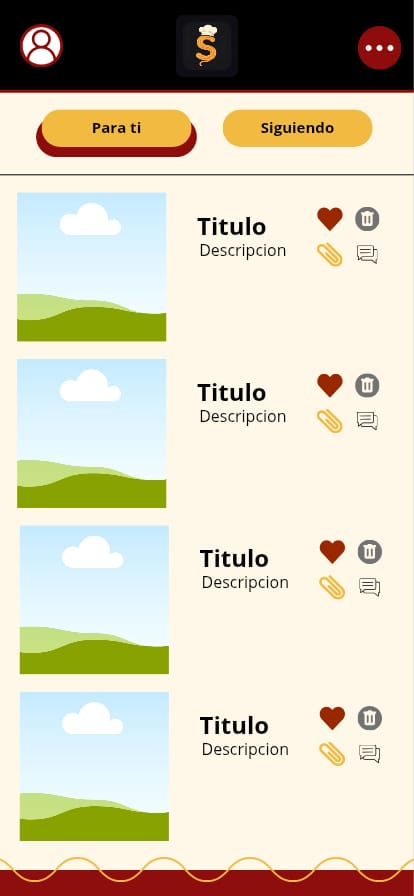 Para ti
Siguiendo
Titulo
Descripcion
Titulo
Descripcion
Titulo
Descripcion
Titulo
Descripcion